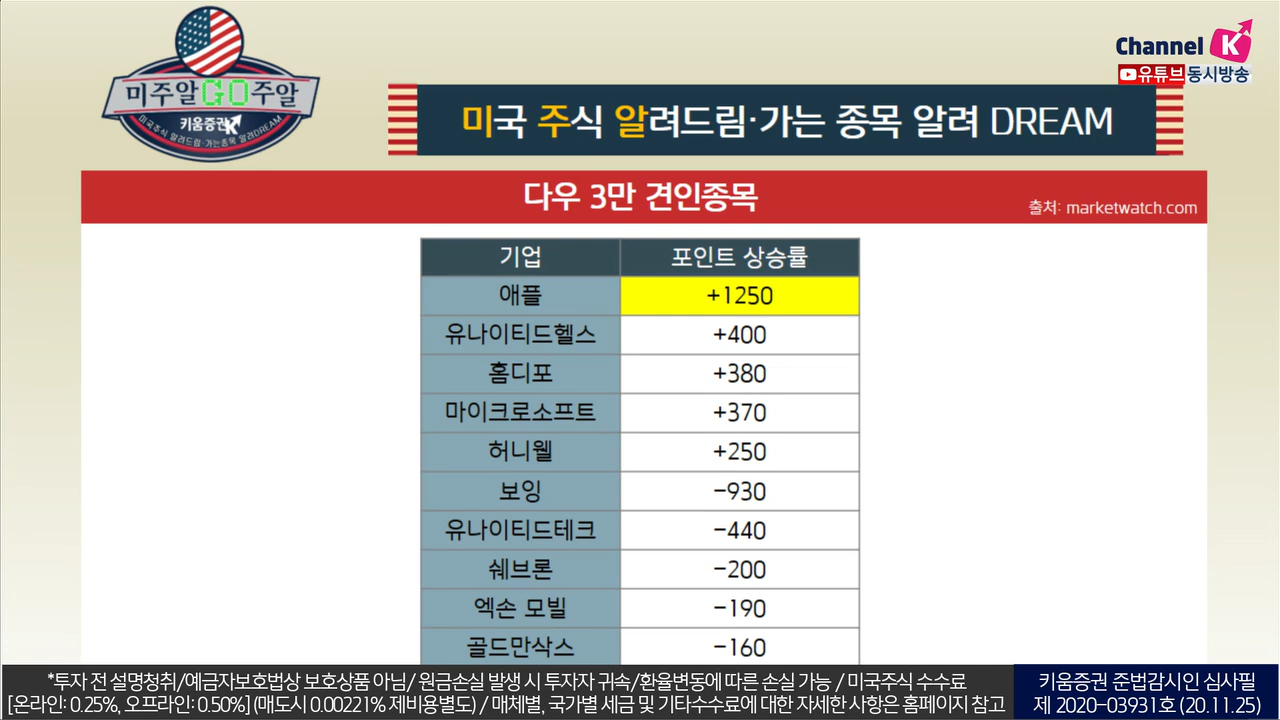 미주알GO주알
키움증권
미국주식 알려드림·가는종목 알려DREAM
Channel K
유튜브동시방송
미국 주식 알려드림·가는 종목 알려 DREAM
다우 3만 견인종목
출처: marketwatch.com
기업 포인트 상승률
애플 +1250
유나이티드헬스 +400
홈디포 +380
마이크로소프트 +370
허니웰 +250
보잉 -930
유나이티드테크 -440
쉐브론 -200
엑손 모빌 -190
골드만삭스 -160
*투자 전 설명청취/예금자보호법상 보호상품 아님/ 원금손실 발생 시 투자자 귀속/환율변동에 따른 손실 가능 / 미국주식 수수료
[온라인: 0.25%, 오프라인: 0.50%] (매도시 0.00221% 제비용별도) / 매체별, 국가별 세금 및 기타수수료에 대한 자세한 사항은 홈페이지 참고
키움증권 준법감시인 심사필
제 2020-03931호 (20.11.25)